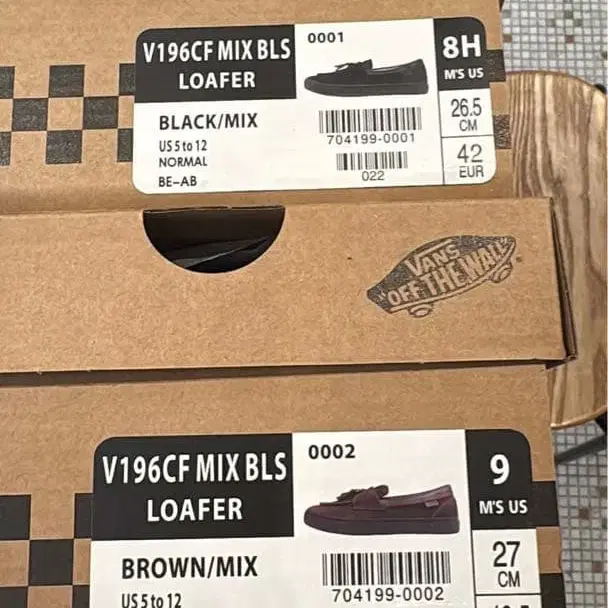 V196CF MIX BLS
LOAFER
0001
8H
M'S US
BLACK/MIX
US 5 to 12
NORMAL
BE-AB
704199-0001
022
26.5
CM
42
EUR
VANS
"OFF THE WALL"
V196CF MIX BLS
LOAFER
0002
9
M'S US
BROWN/MIX
US 5 to 12
704199-0002
27
CM